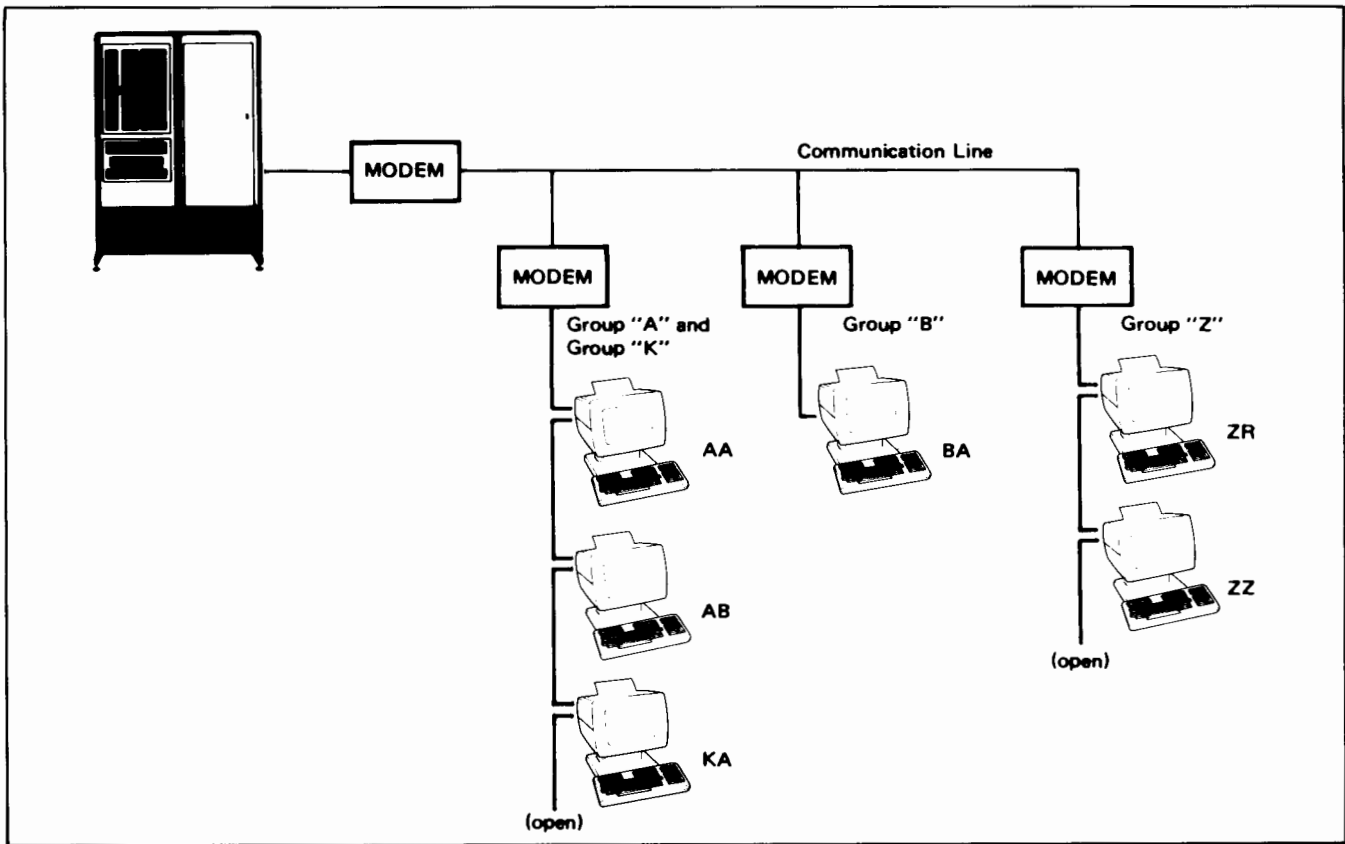 Communication Line
MODEM
MODEM
MODEM
MODEM
Group "A" and
Group "K"
Group "B"
Group "Z"
AA
BA
ZR
AB
ZZ
KA
(open)
(open)